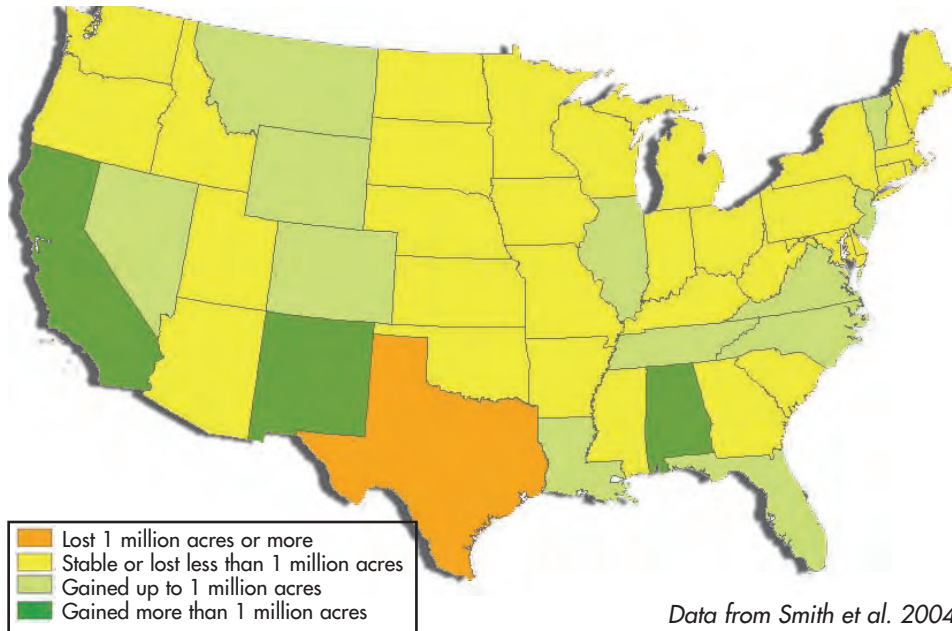 Lost 1 million acres or more
Stable or lost less than 1 million acres
Gained up to 1 million acres
Gained more than 1 million acres
Data from Smith et al. 2004